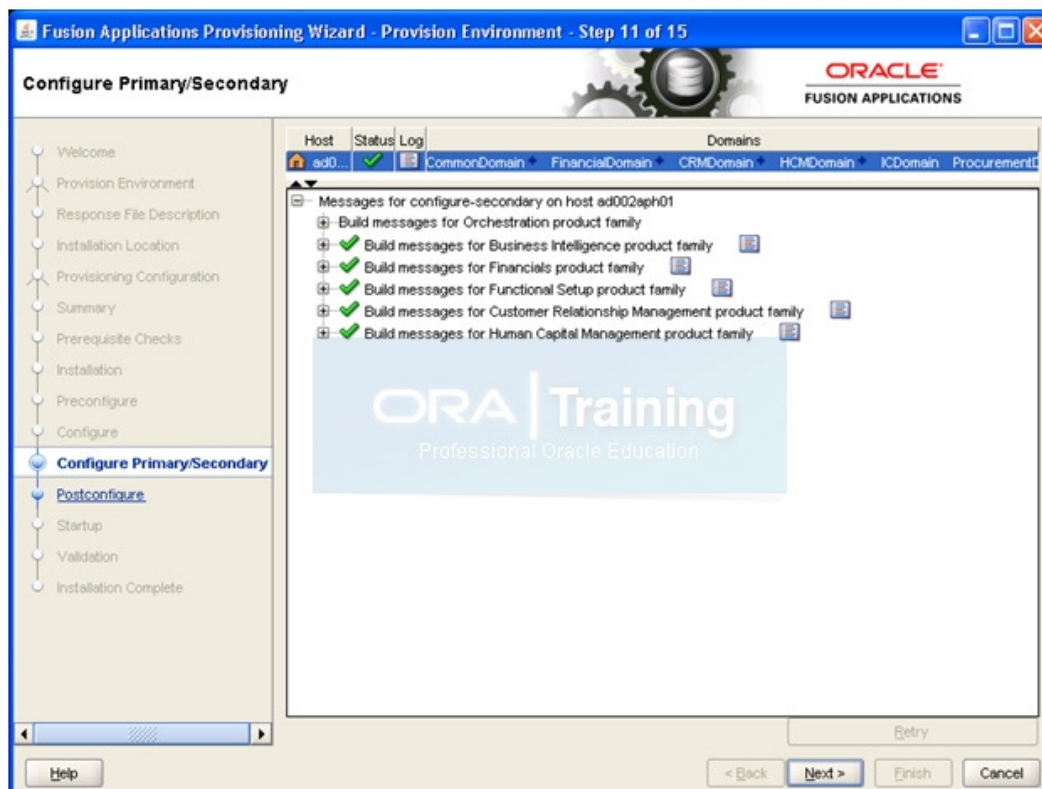 Fusion Applications Provisioning Wizard - Provision Environment - Step 11 of 15
Configure Primary/Secondary
ORACLE
FUSION APPLICATIONS
Welcome
Provision Environment
Response File Description
Installation Location
Provisioning Configuration
Summary
Prerequisite Checks
Installation
Preconfigure
Configure
Configure Primary/Secondary
Postconfigure
Startup
Validation
Installation Complete
Host Status Log Domains
ad0... CommonDomain FinancialDomain CRMDomain HCMDomain ICDomain ProcurementD
Messages for configure-secondary on host ad002aph01
Build messages for Orchestration product family
Build messages for Business Intelligence product family
Build messages for Financials product family
Build messages for Functional Setup product family
Build messages for Customer Relationship Management product family
Build messages for Human Capital Management product family
ORA | Training
Professional Oracle Education
Retry
Help
< Back Next > Finish Cancel